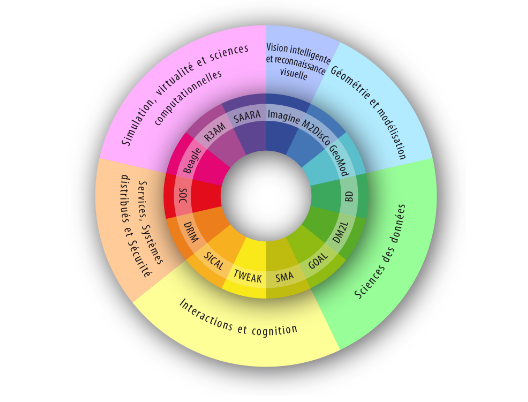 Vision intelligente
et reconnaissance
visuelle
Géométrie et modélisation
Sciences des données
Interactions et cognition
Services, Systèmes
distribués et Sécurité
Simulation, virtualité et sciences
computationnelles
Imagine
M2DisCo
GeoMod
BD
DM2L
GOAL
SMA
TWEAK
SICAL
DRIM
SOC
Beagle
R3AM
SAARA